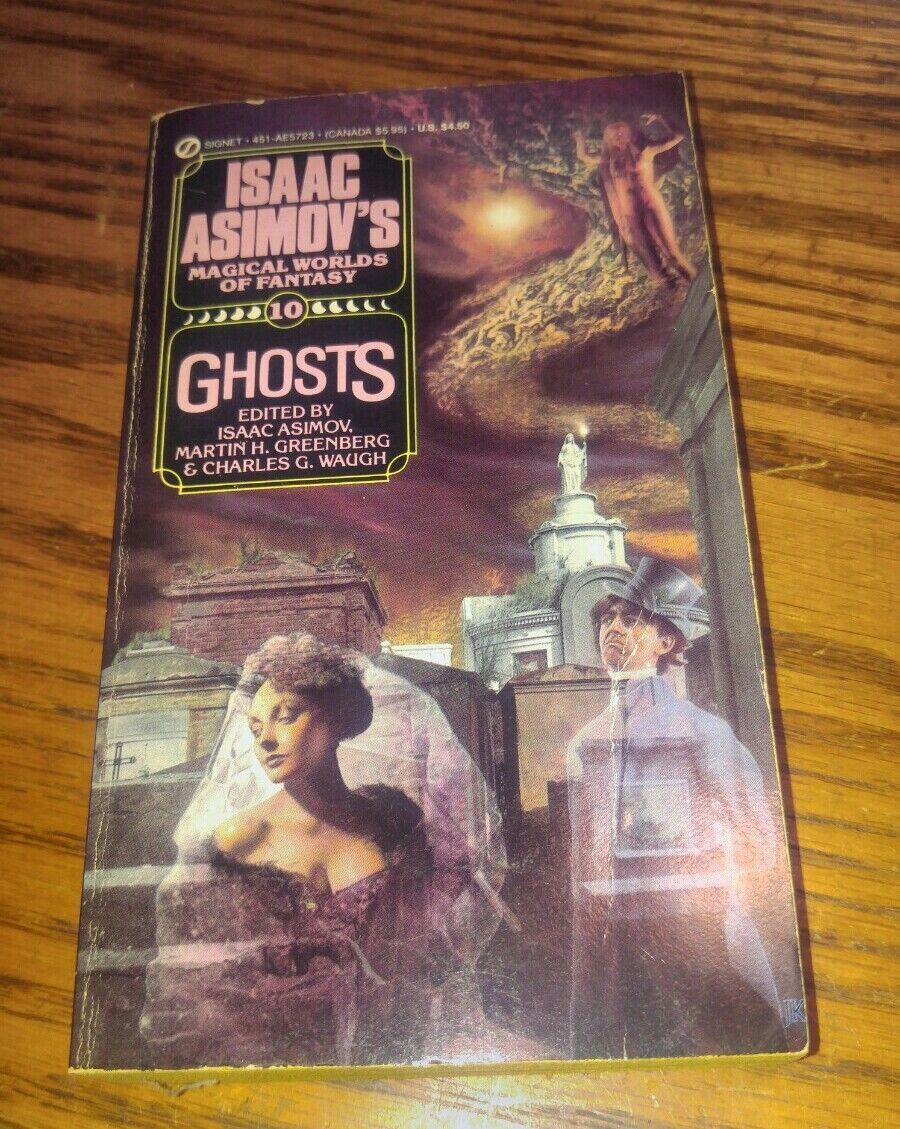 SIGNET • 451-AE5723 • (CANADA $5.95) • U.S. $4.50
ISAAC
ASIMOV'S
MAGICAL WORLDS
OF FANTASY
10
GHOSTS
EDITED BY
ISAAC ASIMOV,
MARTIN H. GREENBERG
& CHARLES G. WAUGH